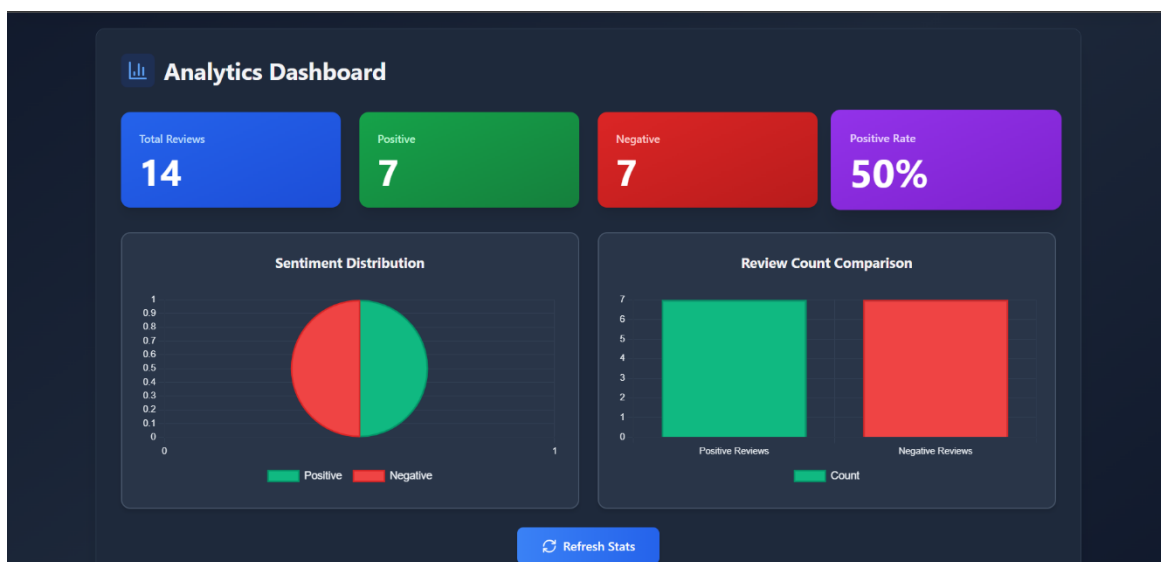 Analytics Dashboard
Total Reviews
14
Positive
7
Negative
7
Positive Rate
50%
Sentiment Distribution
1
0.9
0.8
0.7
0.6
0.5
0.4
0.3
0.2
0.1
0
0 1
Positive Negative
Review Count Comparison
7
6
5
4
3
2
1
0
Positive Reviews Negative Reviews
Count
Refresh Stats